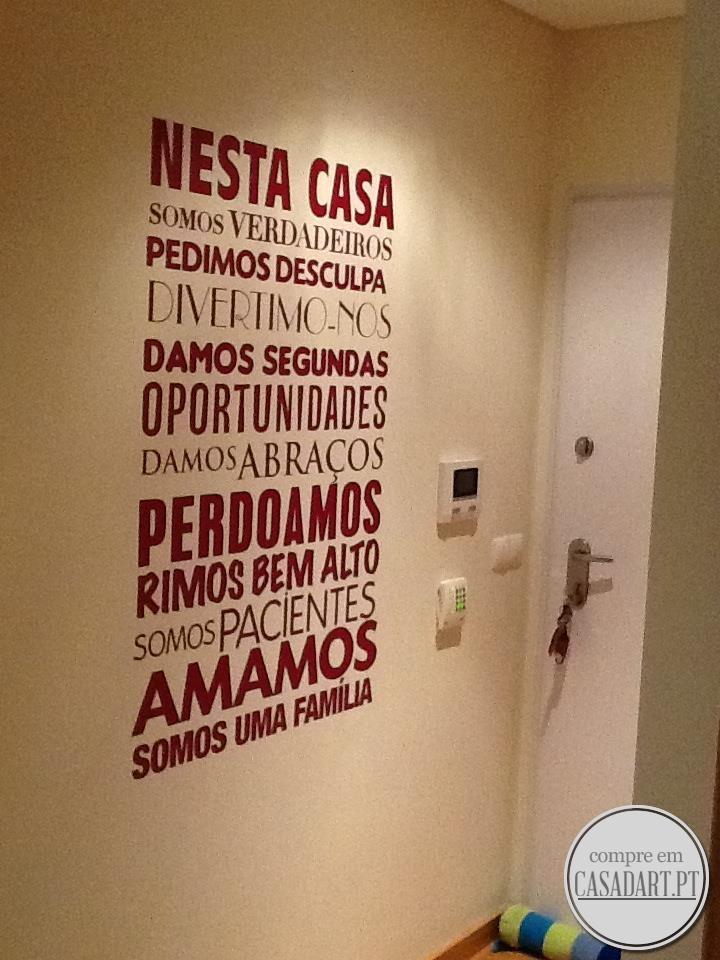 NESTA CASA
SOMOS VERDADEIROS
PEDIMOS DESCULPA
DIVERTIMO-NOS
DAMOS SEGUNDAS
OPORTUNIDADES
DAMOS ABRAÇOS
PERDOAMOS
RIMOS BEM ALTO
SOMOS PACIENTES
AMAMOS
SOMOS UMA FAMÍLIA
compre em
CASADART.PT